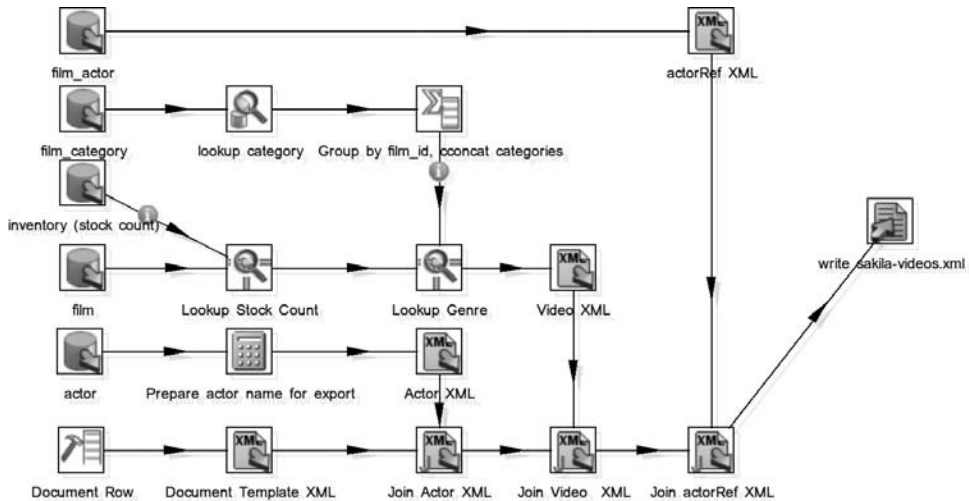 film_actor
actorRef XML
film_category
lookup category
Group by film_id, cconcat categories
inventory (stock count)
write sakila-videos.xml
film
Lookup Stock Count
Lookup Genre
Video XML
actor
Prepare actor name for export
Actor XML
Document Row
Document Template XML
Join Actor XML
Join Video XML
Join actorRef XML